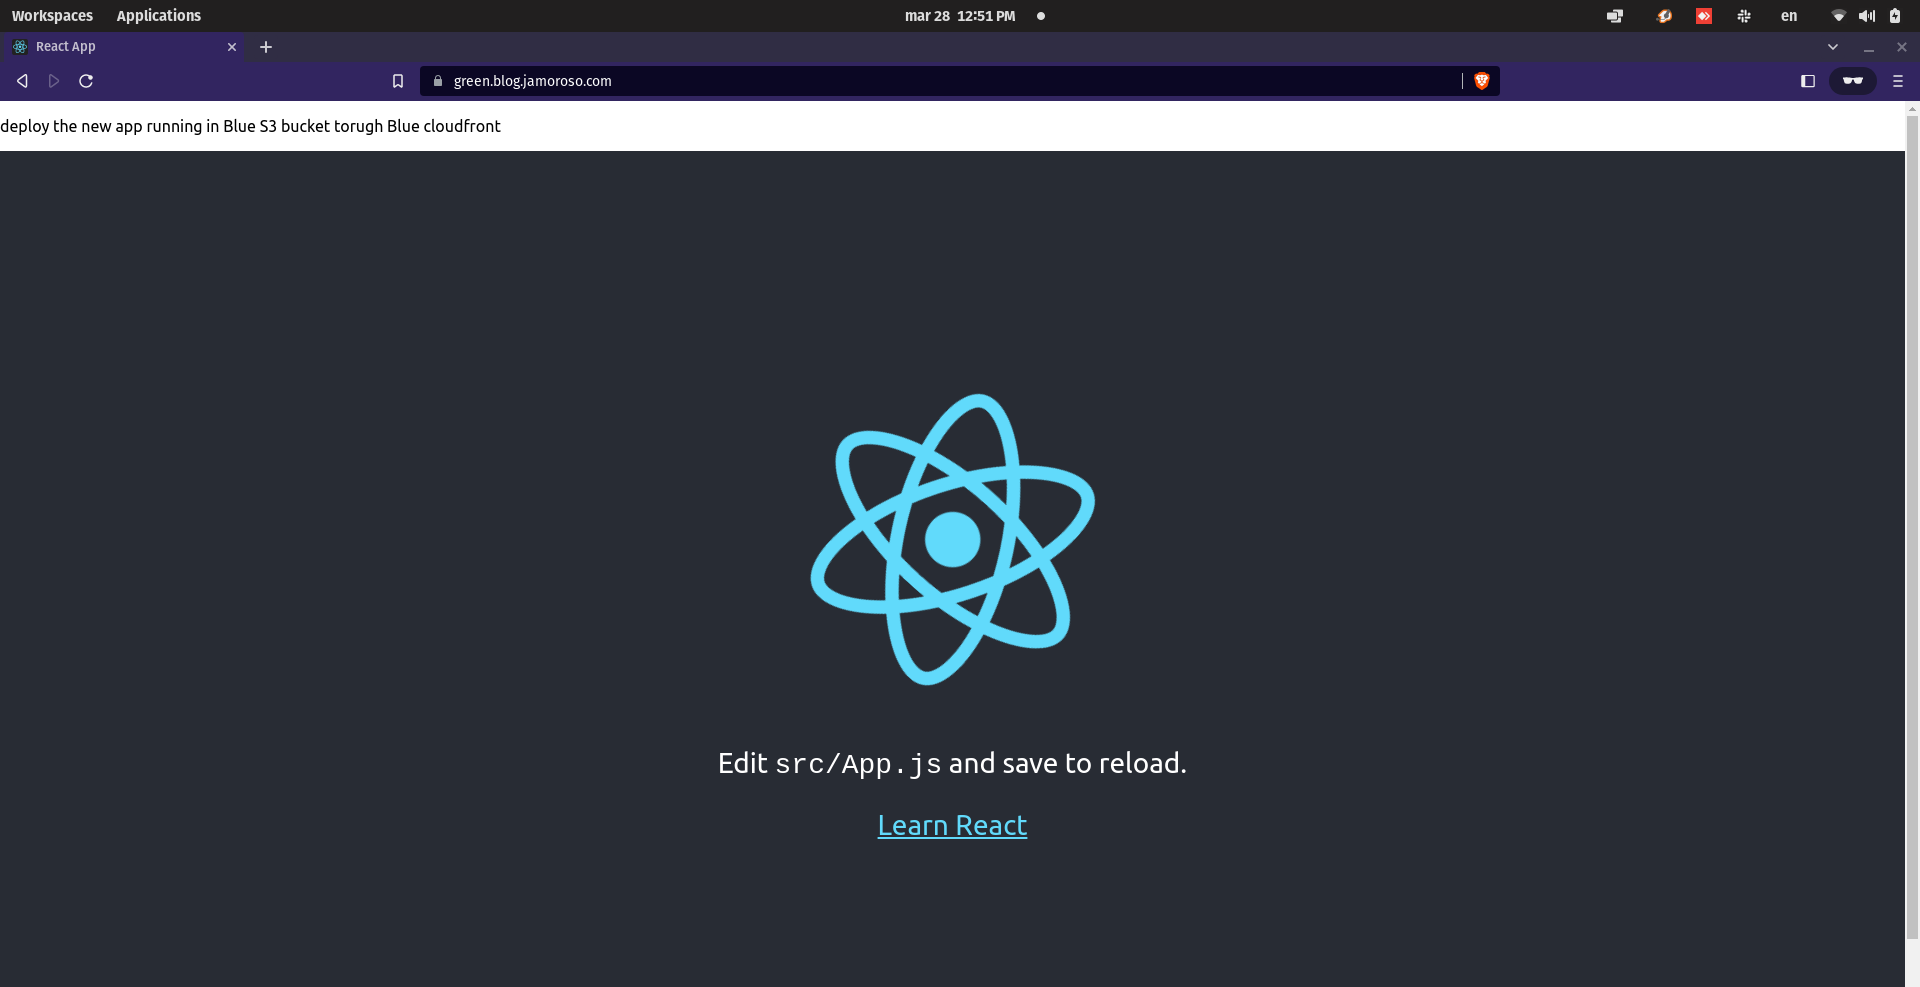 Workspaces Applications mar 28 12:51 PM en
React App
green.blog.jamoroso.com
deploy the new app running in Blue S3 bucket torugh Blue cloudfront
Edit src/App.js and save to reload.
Learn React